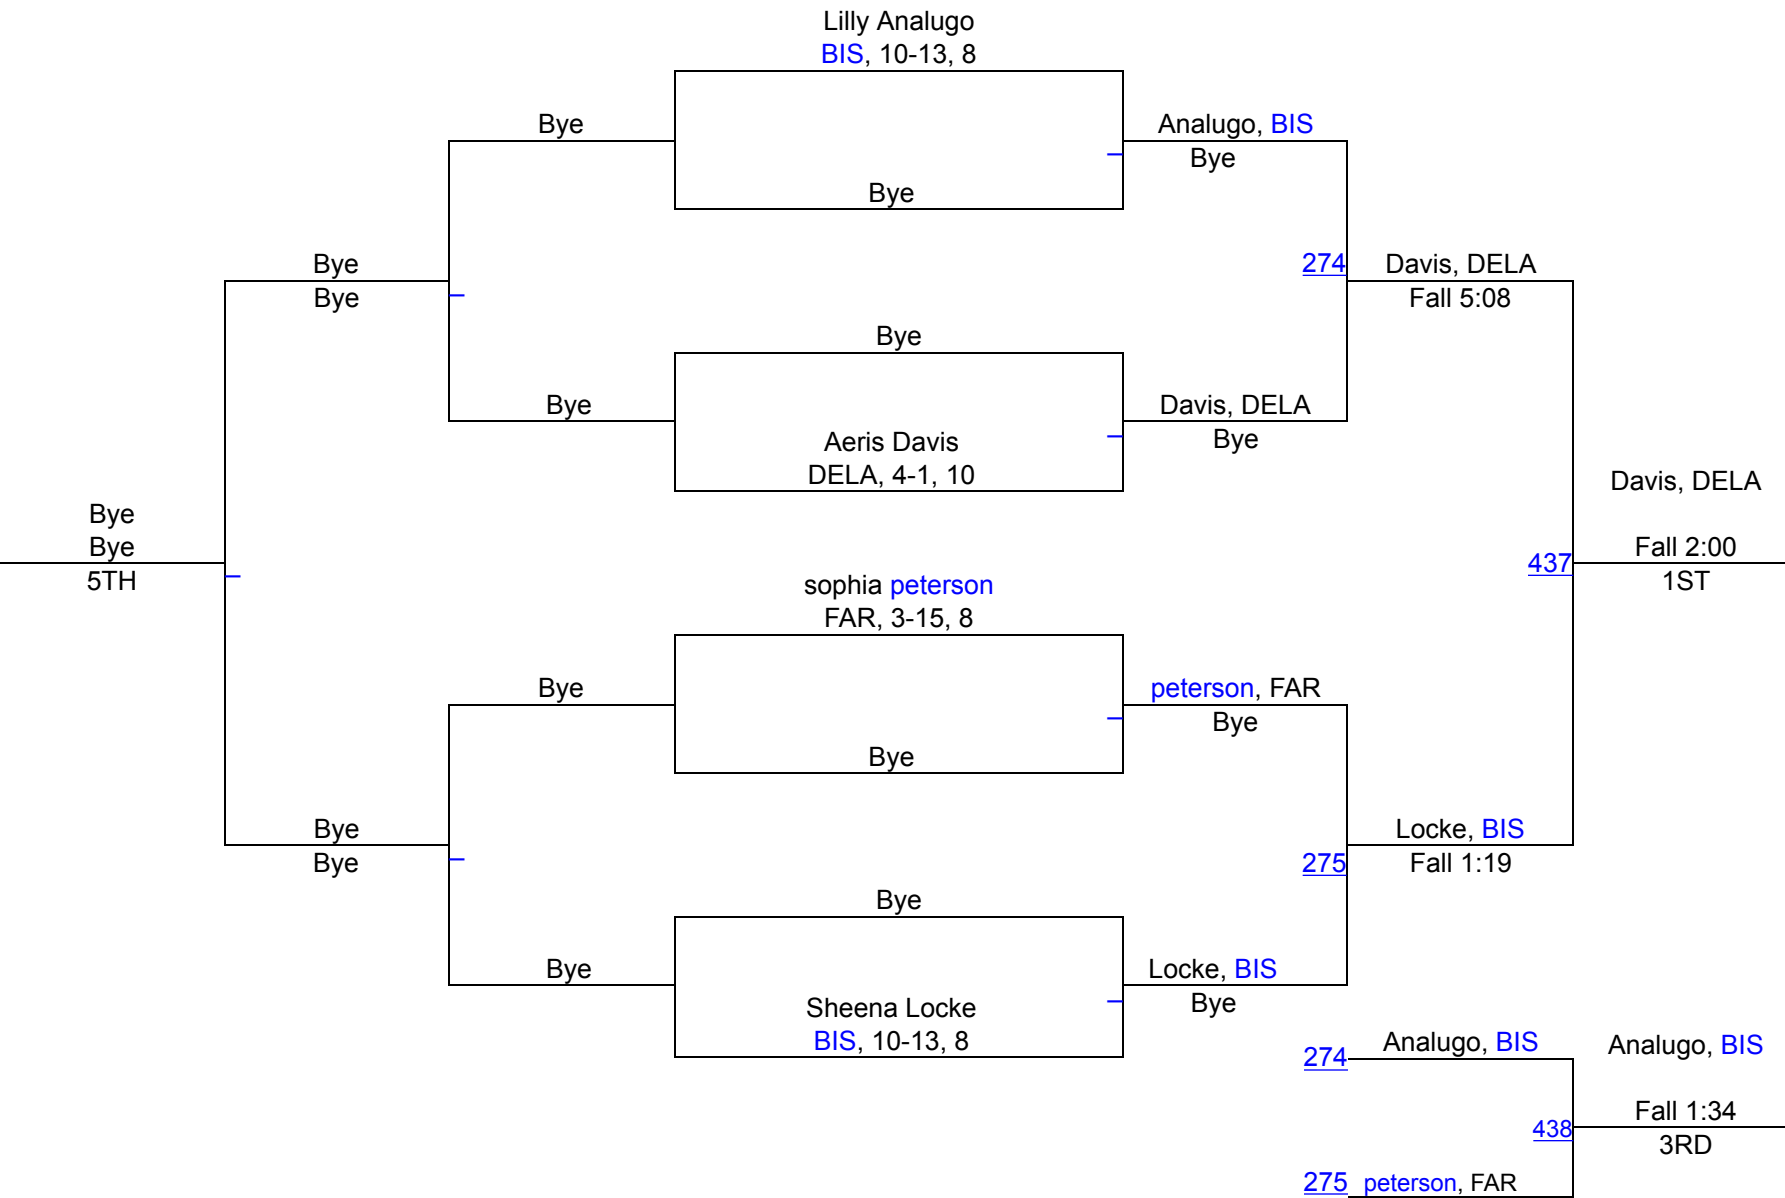 Lilly Analugo
BIS, 10-13, 8
Bye
Analugo, BIS
Bye
Bye
Bye
Bye
274
Davis, DELA
Fall 5:08
Bye
Bye
Davis, DELA
Bye
Aeris Davis
DELA, 4-1, 10
Davis, DELA
Bye
Bye
5TH
437
Fall 2:00
1ST
sophia peterson
FAR, 3-15, 8
Bye
peterson, FAR
Bye
Bye
Bye
Bye
Locke, BIS
275
Fall 1:19
Bye
Bye
Locke, BIS
Bye
Sheena Locke
BIS, 10-13, 8
274
Analugo, BIS
Analugo, BIS
438
Fall 1:34
3RD
275
peterson, FAR